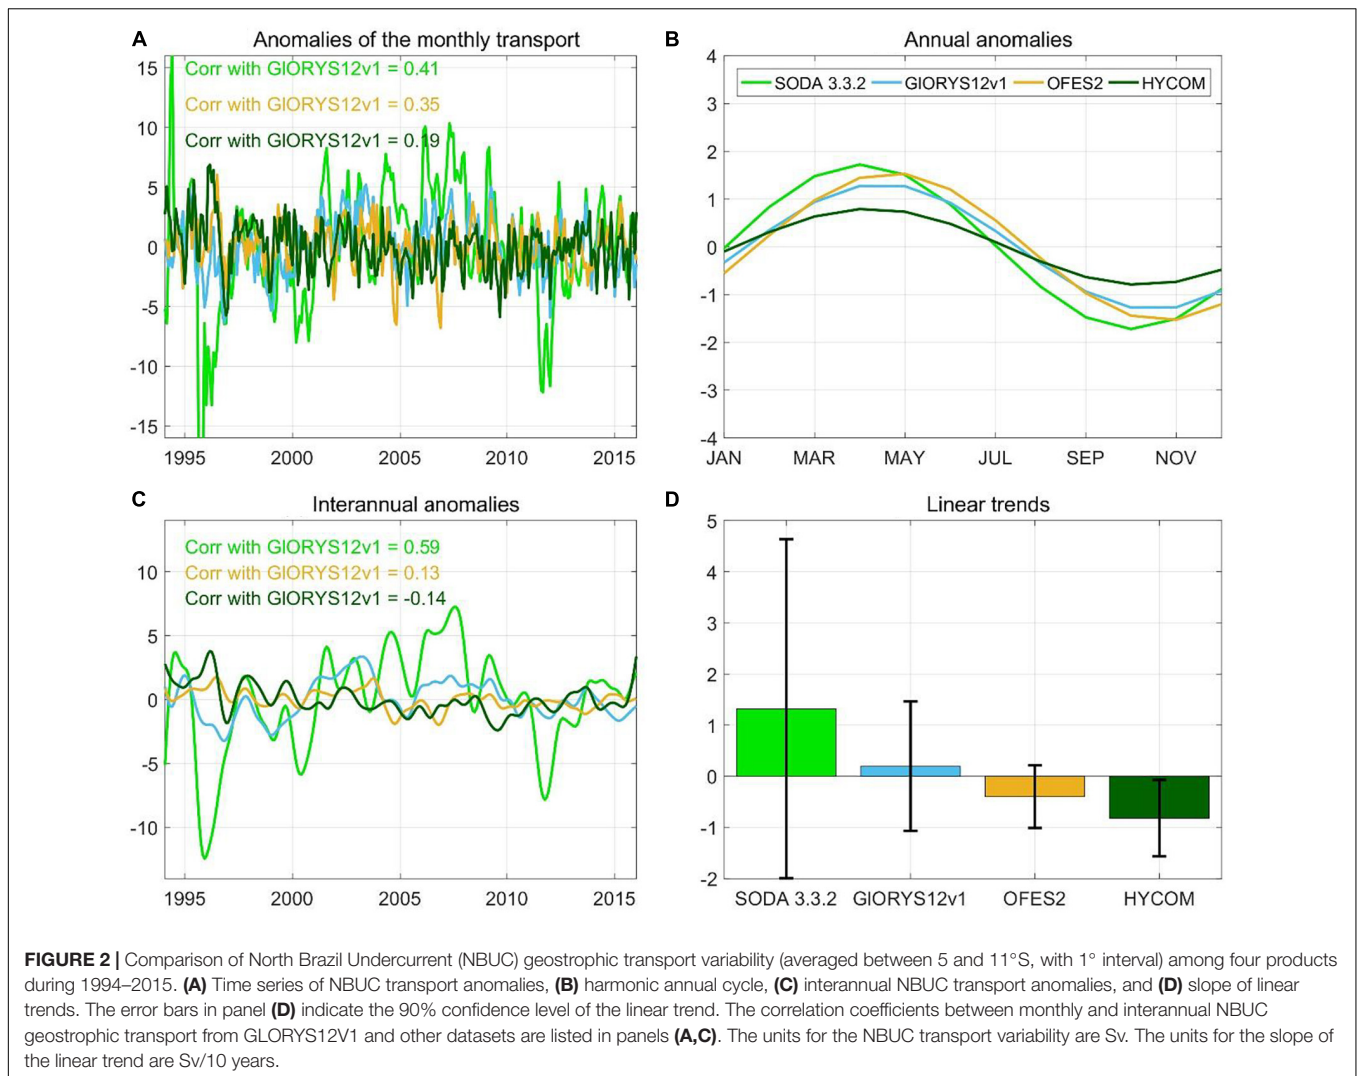 A
Anomalies of the monthly transport
Corr with GIORYS12v1 = 0.41
Corr with GIORYS12v1 = 0.35
Corr with GIORYS12v1 = 0.19
15
10
5
0
-5
-10
-15
1995 2000 2005 2010 2015
B
Annual anomalies
SODA 3.3.2 GIORYS12v1 OFES2 HYCOM
4
3
2
1
0
-1
-2
-3
-4
JAN MAR MAY JUL SEP NOV
C
Interannual anomalies
Corr with GIORYS12v1 = 0.59
Corr with GIORYS12v1 = 0.13
Corr with GIORYS12v1 = -0.14
10
5
0
-5
-10
1995 2000 2005 2010 2015
D
Linear trends
5
4
3
2
1
0
-1
-2
SODA 3.3.2 GIORYS12v1 OFES2 HYCOM
FIGURE 2 | Comparison of North Brazil Undercurrent (NBUC) geostrophic transport variability (averaged between 5 and 11°S, with 1° interval) among four products
during 1994–2015. (A) Time series of NBUC transport anomalies, (B) harmonic annual cycle, (C) interannual NBUC transport anomalies, and (D) slope of linear
trends. The error bars in panel (D) indicate the 90% confidence level of the linear trend. The correlation coefficients between monthly and interannual NBUC
geostrophic transport from GLORYS12V1 and other datasets are listed in panels (A,C). The units for the NBUC transport variability are Sv. The units for the slope of
the linear trend are Sv/10 years.